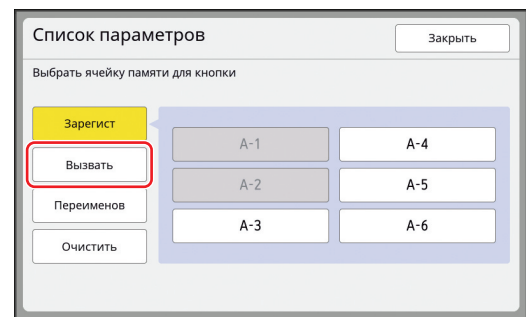 Список параметров
Закрыть
Выбрать ячейку памяти для кнопки
Зарегист
Вызвать
Переименов
Очистить
A-1
A-4
A-2
A-5
A-3
A-6